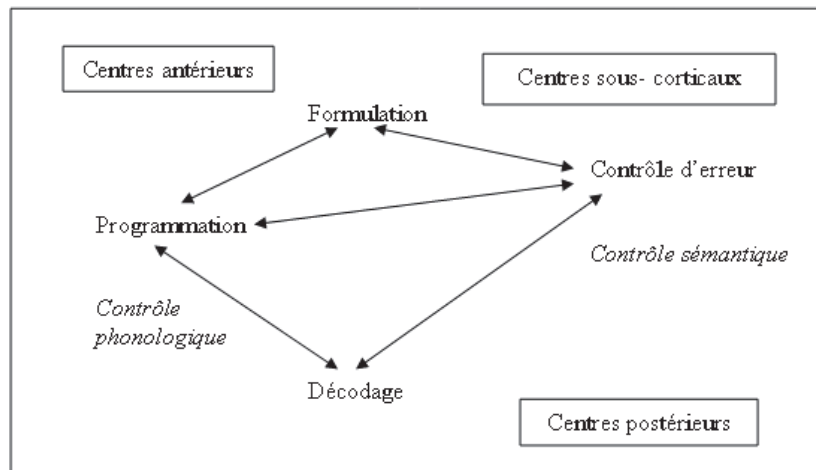 Centres antérieurs
Centres sous- corticaux
Formulation
Contrôle d'erreur
Programmation
Contrôle sémantique
Contrôle
phonologique
Décodage
Centres postérieurs